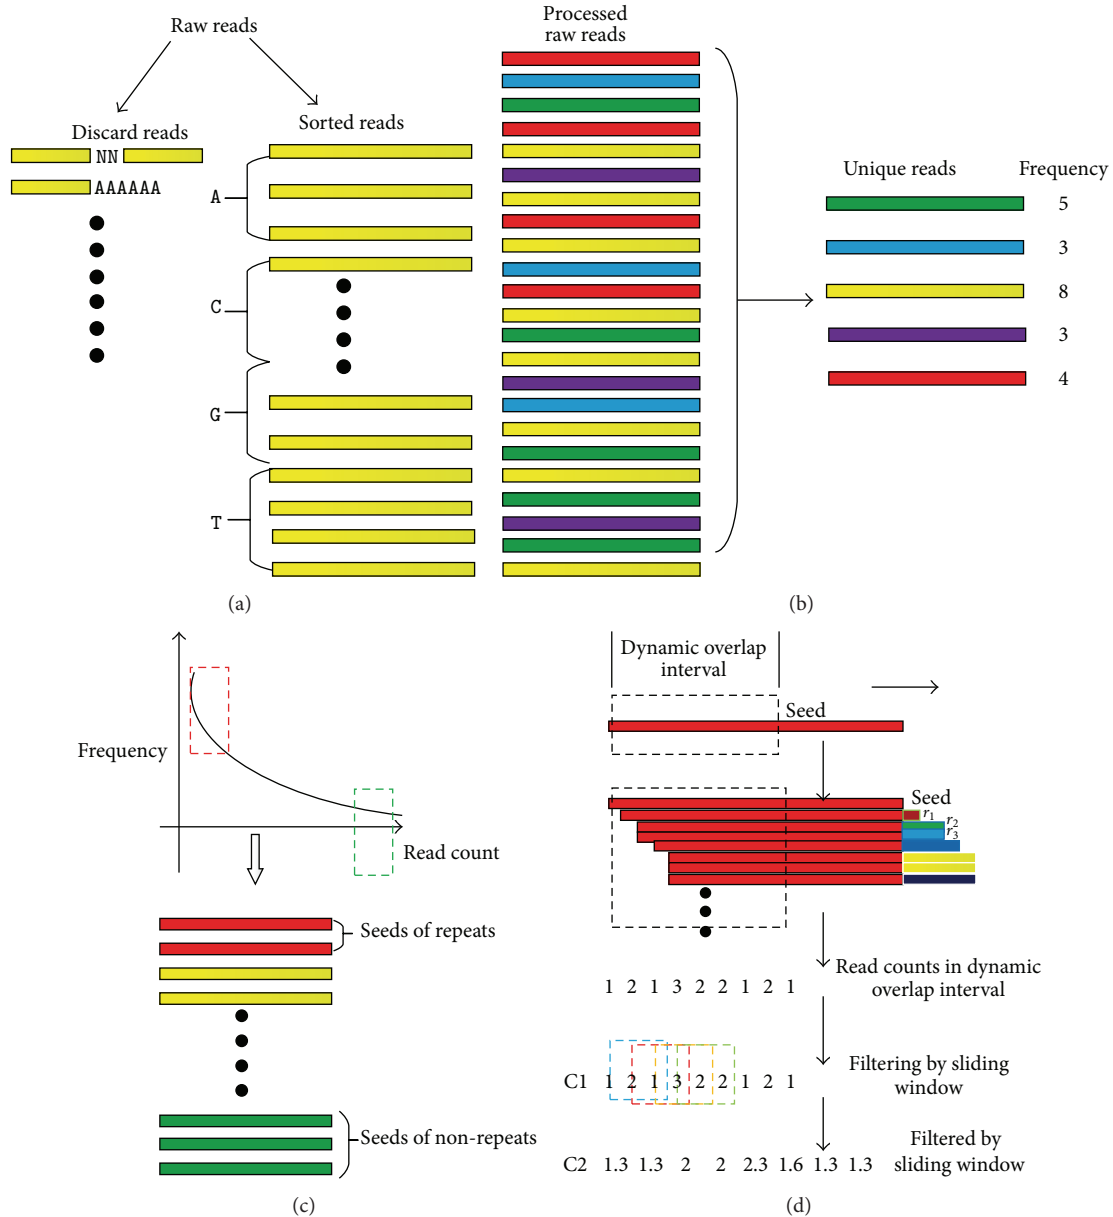 Raw reads
Discard reads
NN
AAAAAA
Sorted reads
A
C
G
T
(a)
Processed
raw reads
Unique reads Frequency
5
3
8
3
4
(b)
Frequency
Read count
Seeds of repeats
Seeds of non-repeats
(c)
Dynamic overlap
interval
Seed
Seed
r1
r2
r3
1 2 1 3 2 2 1 2 1
Read counts in dynamic
overlap interval
C1 1 2 1 3 2 2 1 2 1
Filtering by sliding
window
C2 1.3 1.3 2 2 2.3 1.6 1.3 1.3
Filtered by
sliding window
(d)